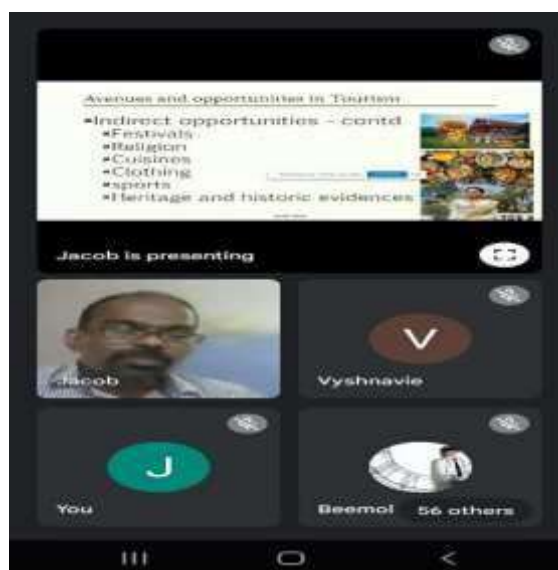 Avenues and opportunities in Tourism
▪Indirect opportunities - contd
▪Festivals
▪Religion
▪Cuisines
▪Clothing
▪sports
▪Heritage and historic evidences
Jacob is presenting
Jacob
V
Vyshnavie
J
You
Beemol
56 others